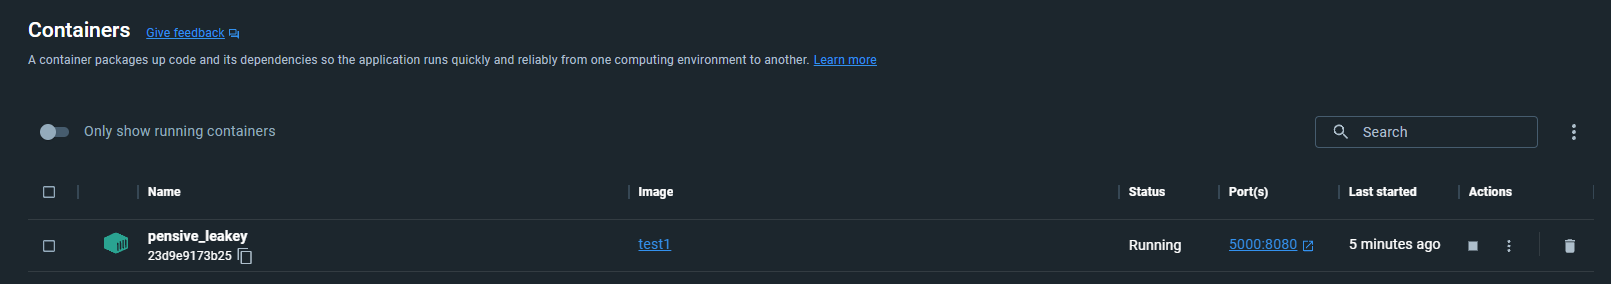 Containers Give feedback
A container packages up code and its dependencies so the application runs quickly and reliably from one computing environment to another. Learn more
Only show running containers Search
Name Image Status Port(s) Last started Actions
pensive_leakey test1 Running 5000:8080 5 minutes ago
23d9e9173b25